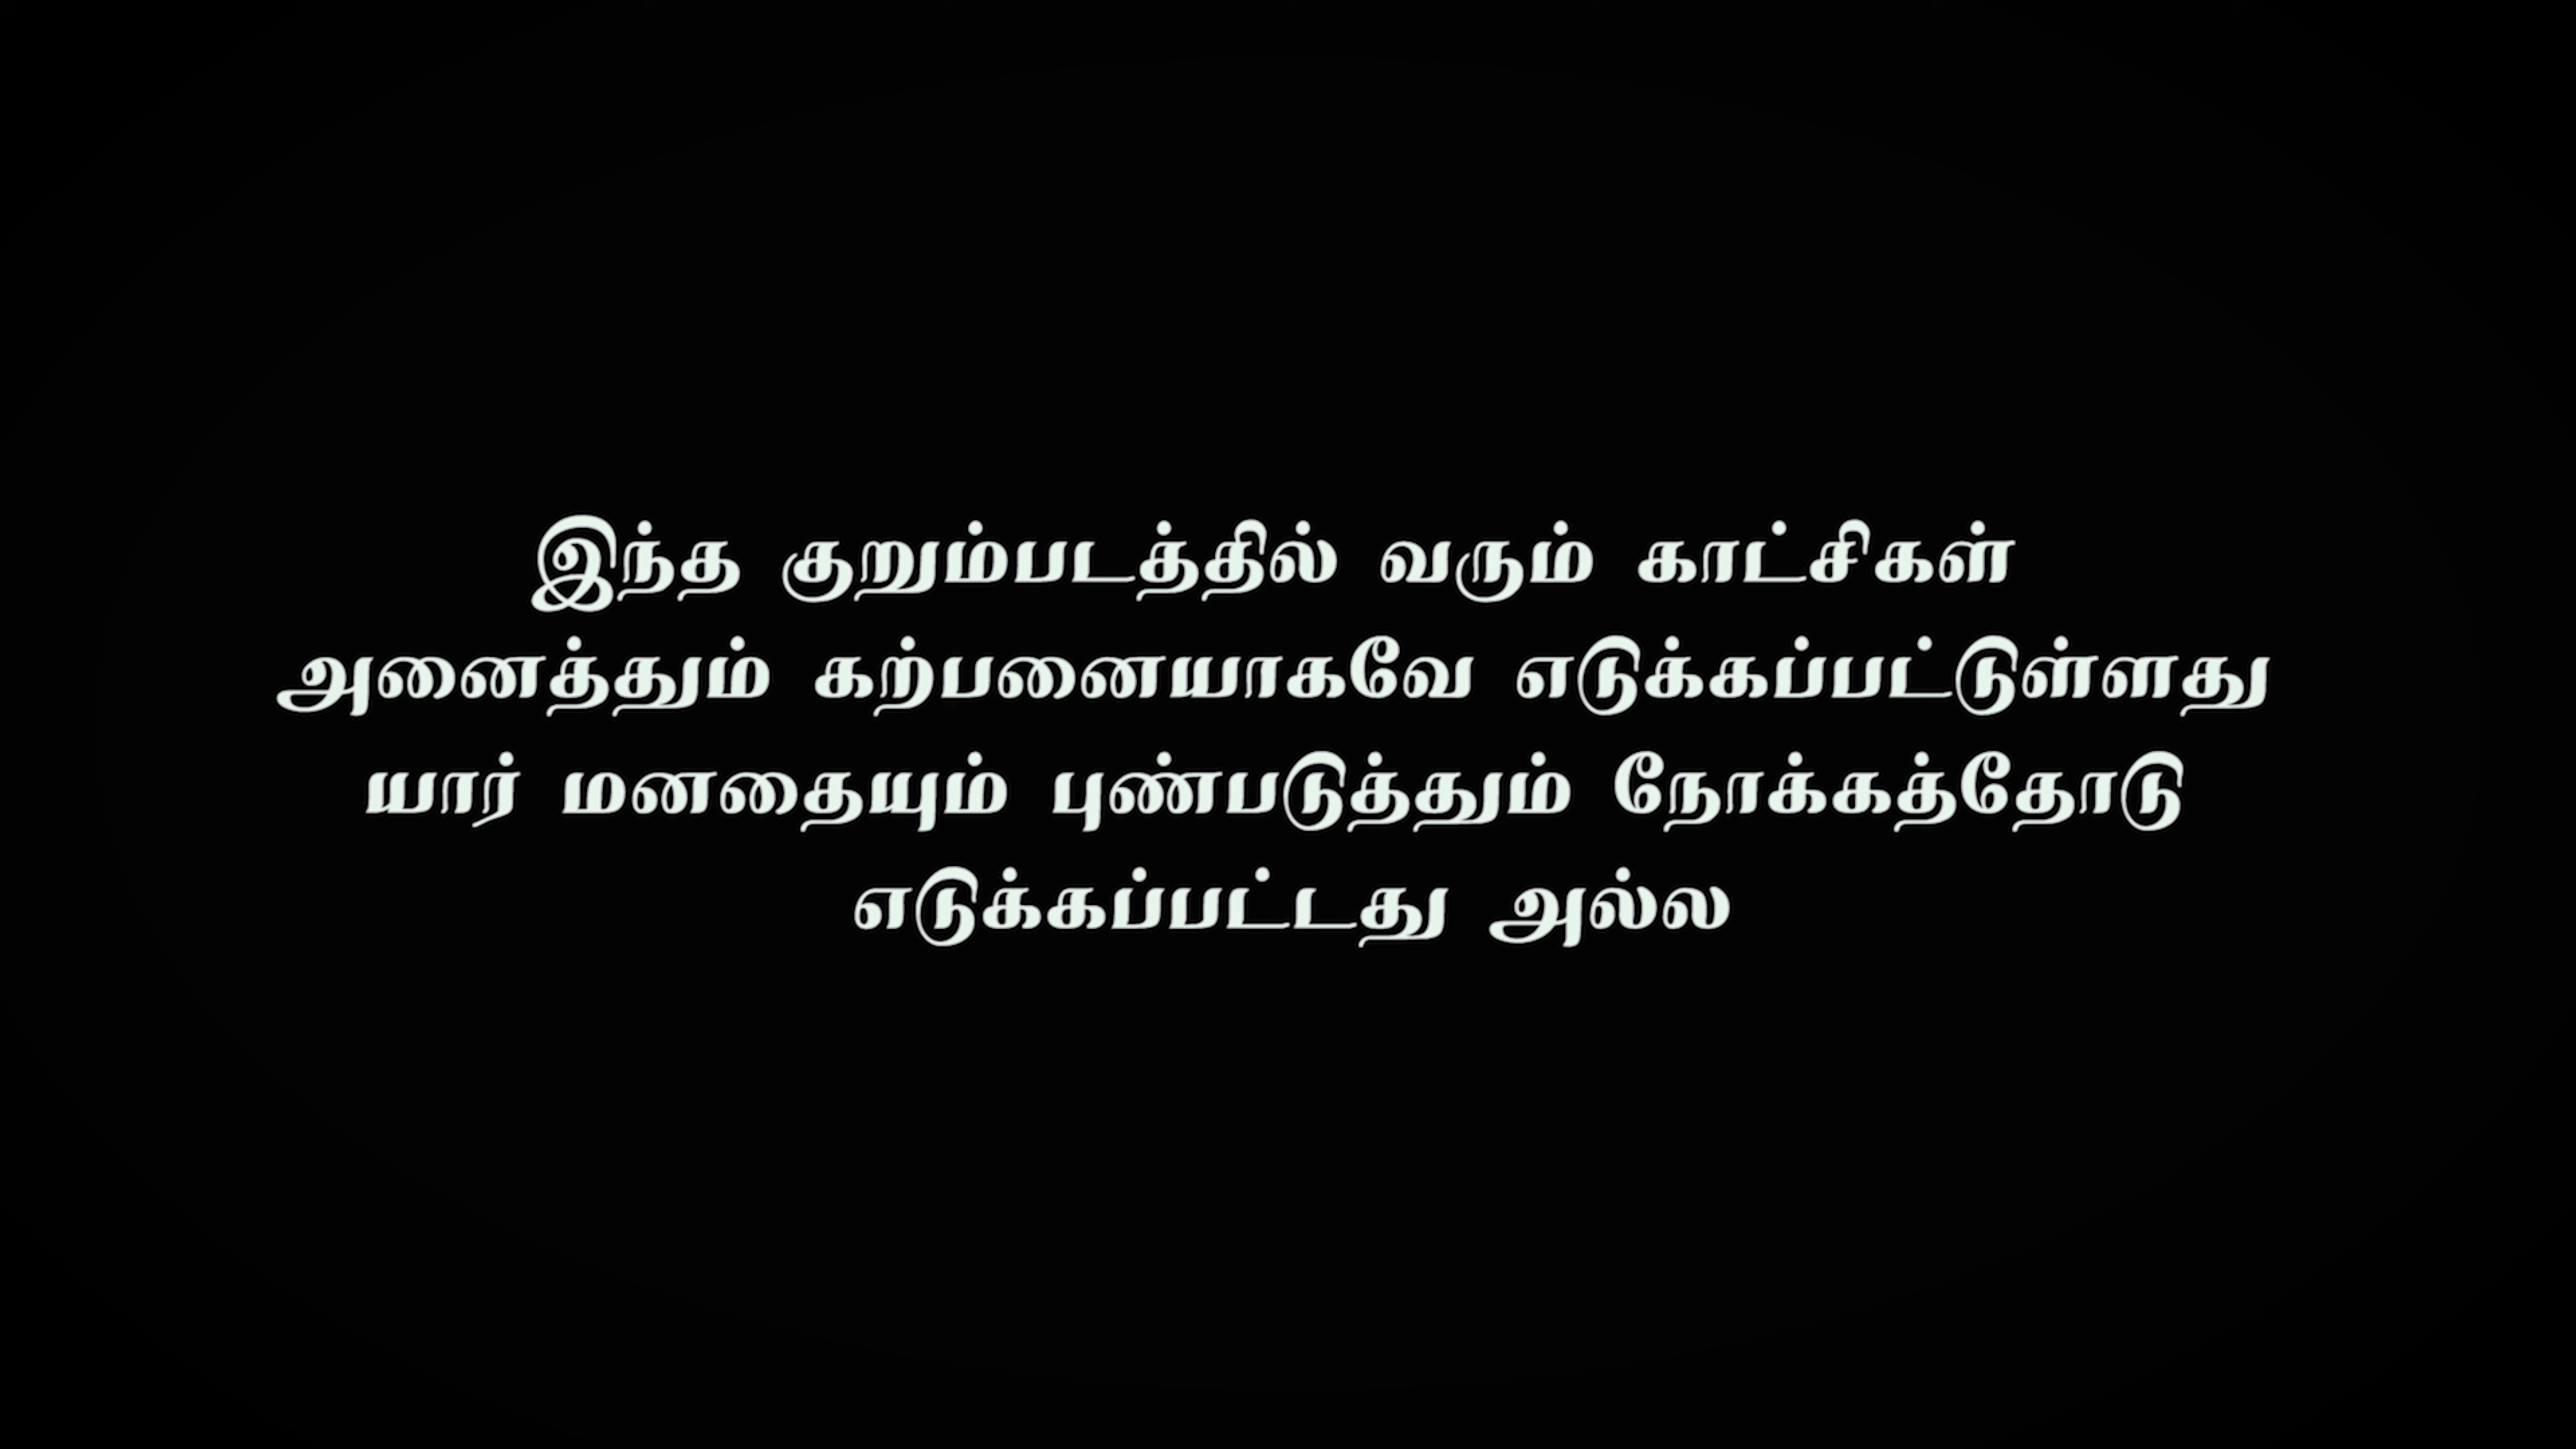 இந்த குறும்படத்தில் வரும் காட்சிகள்
அனைத்தும் கற்பனையாகவே எடுக்கப்பட்டுள்ளது
யார் மனதையும் புண்படுத்தும் நோக்கத்தோடு
எடுக்கப்பட்டது அல்ல